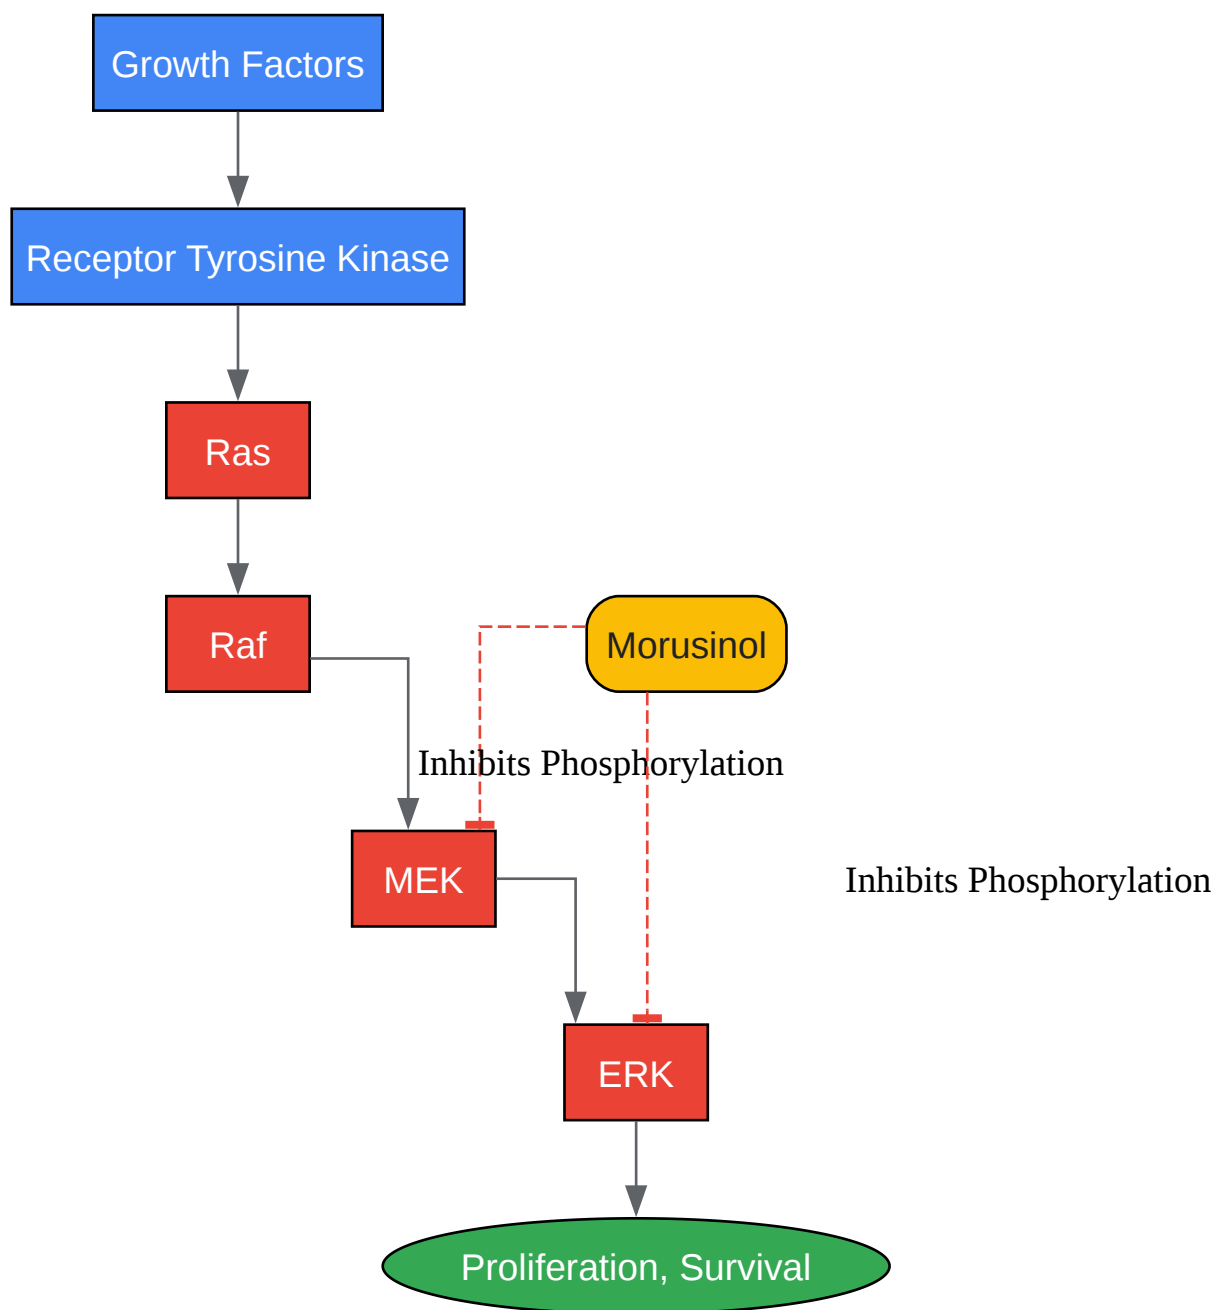 Growth Factors
Receptor Tyrosine Kinase
Ras
Raf
Morusinol
Inhibits Phosphorylation
MEK
Inhibits Phosphorylation
ERK
Proliferation, Survival